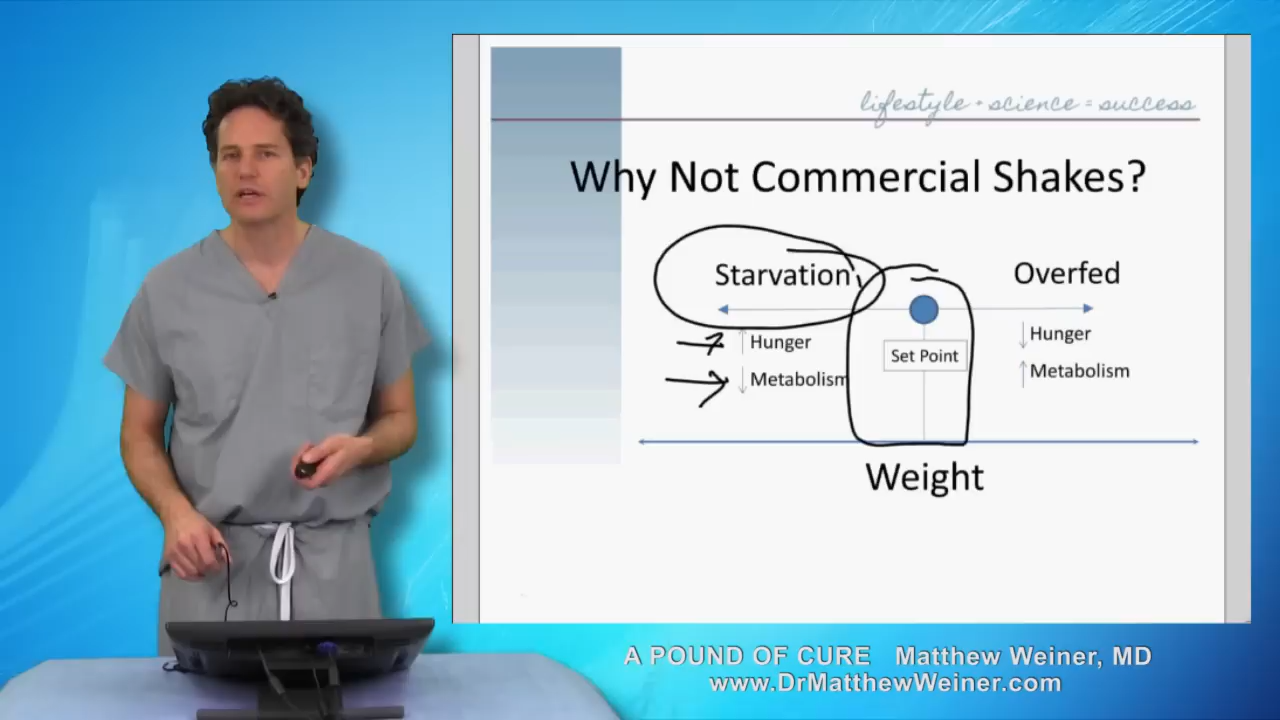 lifestyle + science = success
Why Not Commercial Shakes?
Starvation
Overfed
Hunger
Metabolism
Set Point
Hunger
Metabolism
Weight
A POUND OF CURE Matthew Weiner, MD
www.DrMatthewWeiner.com